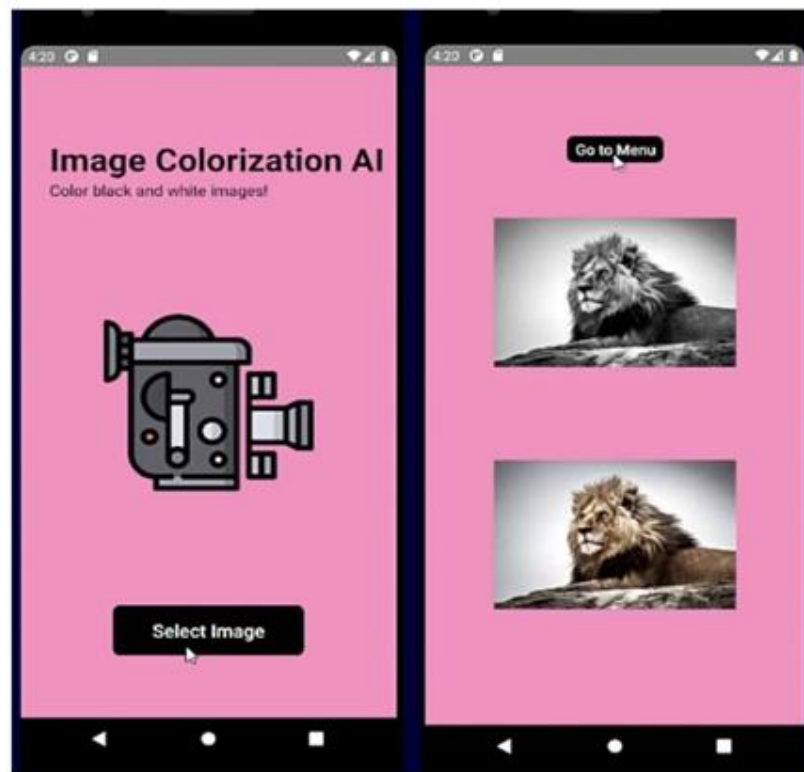 4:20
Image Colorization AI
Color black and white images!
Select Image
4:20
Go to Menu